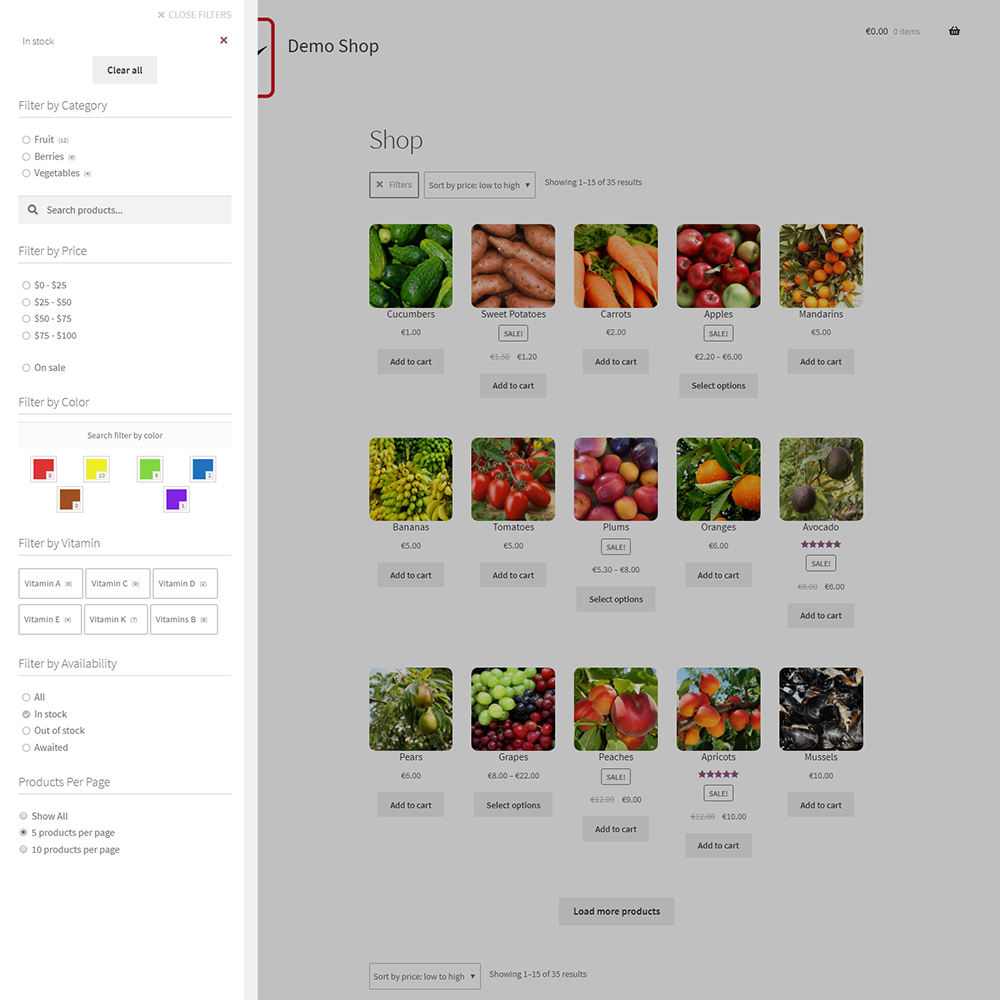 ✕ CLOSE FILTERS
In stock
Clear all
Filter by Category
Fruit (12)
Berries (6)
Vegetables (4)
Search products...
Filter by Price
$0 - $25
$25 - $50
$50 - $75
$75 - $100
On sale
Filter by Color
Search filter by color
9 10 8 2
0 1
Filter by Vitamin
Vitamin A (6) Vitamin C (9) Vitamin D (2)
Vitamin E (4) Vitamin K (7) Vitamins B (8)
Filter by Availability
All
In stock
Out of stock
Awaited
Products Per Page
Show All
5 products per page
10 products per page
Demo Shop
€0.00 0 items
Shop
✕ Filters Sort by price: low to high ▼ Showing 1–15 of 35 results
Cucumbers Sweet Potatoes Carrots Apples Mandarins
€1.00 SALE! €2.00 SALE! €5.00
€1.50 €1.20 €2.20 – €6.00
Add to cart Add to cart Add to cart Select options Add to cart
Bananas Tomatoes Plums Oranges Avocado
€5.00 €5.00 SALE! €6.00 SALE!
€5.30 – €8.00 €8.00 €6.00
Add to cart Add to cart Select options Add to cart Add to cart
Pears Grapes Peaches Apricots Mussels
€6.00 €8.00 – €22.00 SALE! SALE! €10.00
€12.00 €9.00 €12.00 €10.00
Add to cart Select options Add to cart Add to cart Add to cart
Load more products
Sort by price: low to high ▼ Showing 1–15 of 35 results